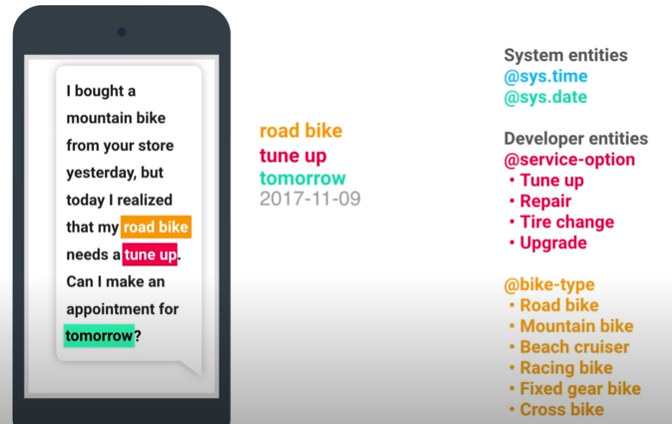 I bought a
mountain bike
from your store
yesterday, but
today I realized
that my road bike
needs a tune up.
Can I make an
appointment for
tomorrow?
road bike
tune up
tomorrow
2017-11-09
System entities
@sys.time
@sys.date
Developer entities
@service-option
• Tune up
• Repair
• Tire change
• Upgrade
@bike-type
• Road bike
• Mountain bike
• Beach cruiser
• Racing bike
• Fixed gear bike
• Cross bike